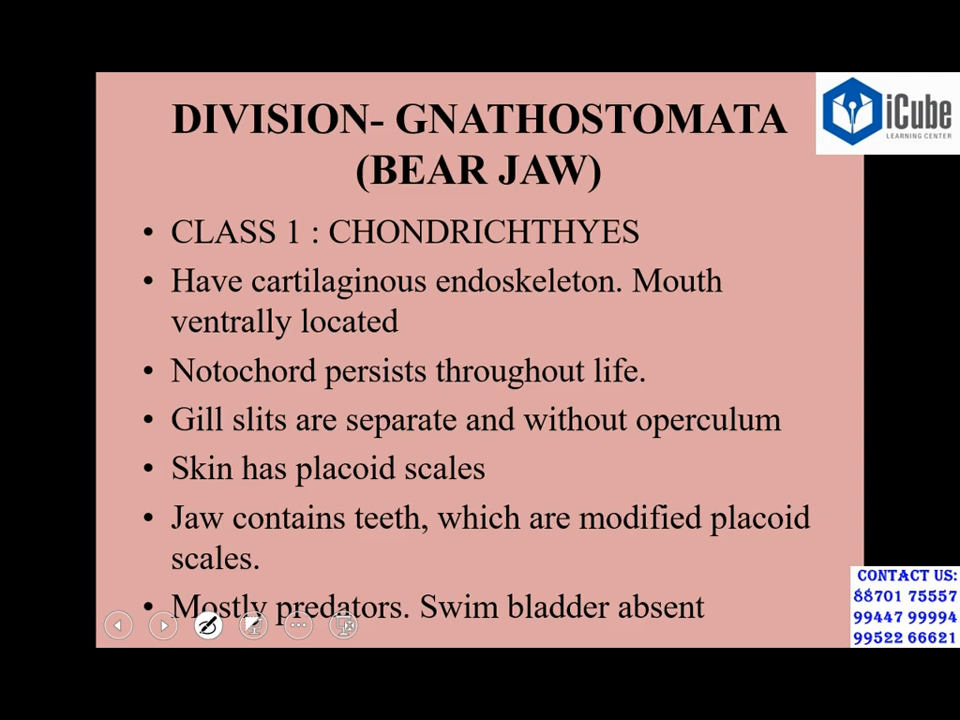 DIVISION- GNATHOSTOMATA
(BEAR JAW)
iCube
LEARNING CENTER
• CLASS 1 : CHONDRICHTHYES
• Have cartilaginous endoskeleton. Mouth
ventrally located
• Notochord persists throughout life.
• Gill slits are separate and without operculum
• Skin has placoid scales
• Jaw contains teeth, which are modified placoid
scales.
• Mostly predators. Swim bladder absent
CONTACT US:
88701 75557
99447 99994
99522 66621